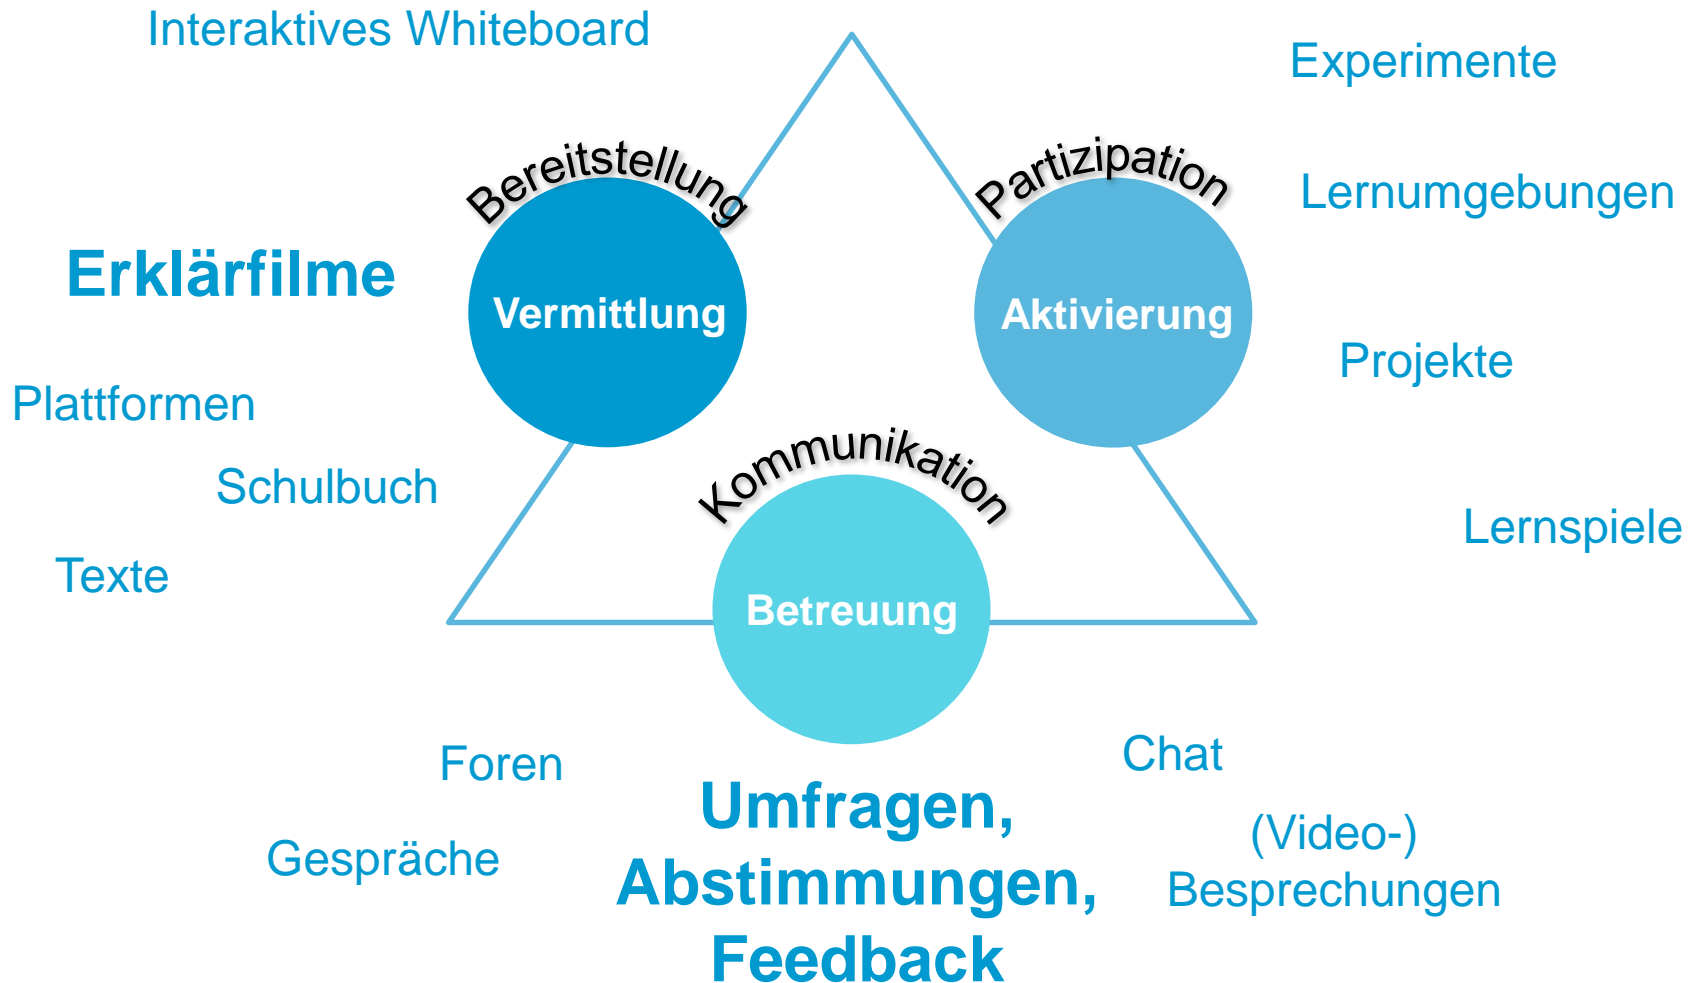 Interaktives Whiteboard
Experimente
Bereitstellung
Partizipation
Lernumgebungen
Erklärfilme
Vermittlung
Aktivierung
Projekte
Plattformen
Kommunikation
Schulbuch
Lernspiele
Texte
Betreuung
Foren
Chat
Umfragen,
Abstimmungen,
Feedback
(Video-)
Besprechungen
Gespräche